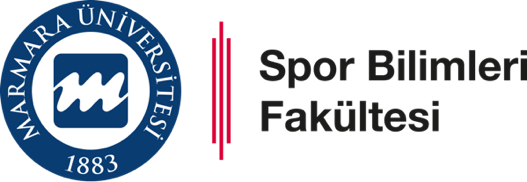 MARMARA ÜNİVERSİTESİ
1883
Spor Bilimleri
Fakültesi